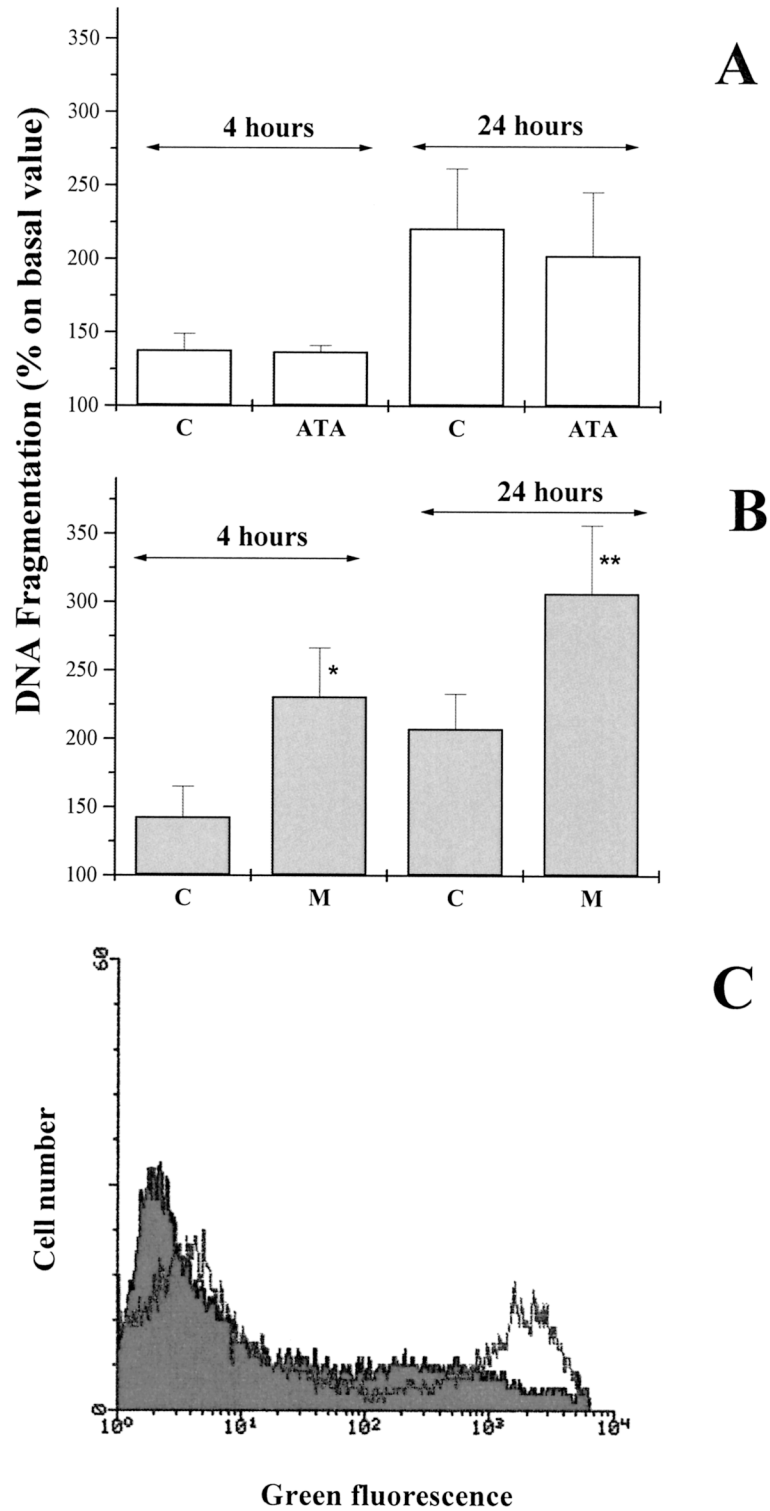 A
DNA Fragmentation (% on basal value)
350
300
250
200
150
100
4 hours
24 hours
C
ATA
C
ATA
B
350
300
250
200
150
100
4 hours
24 hours
*
**
C
M
C
M
C
Cell number
60
0
10⁰
10¹
10²
10³
10⁴
Green fluorescence